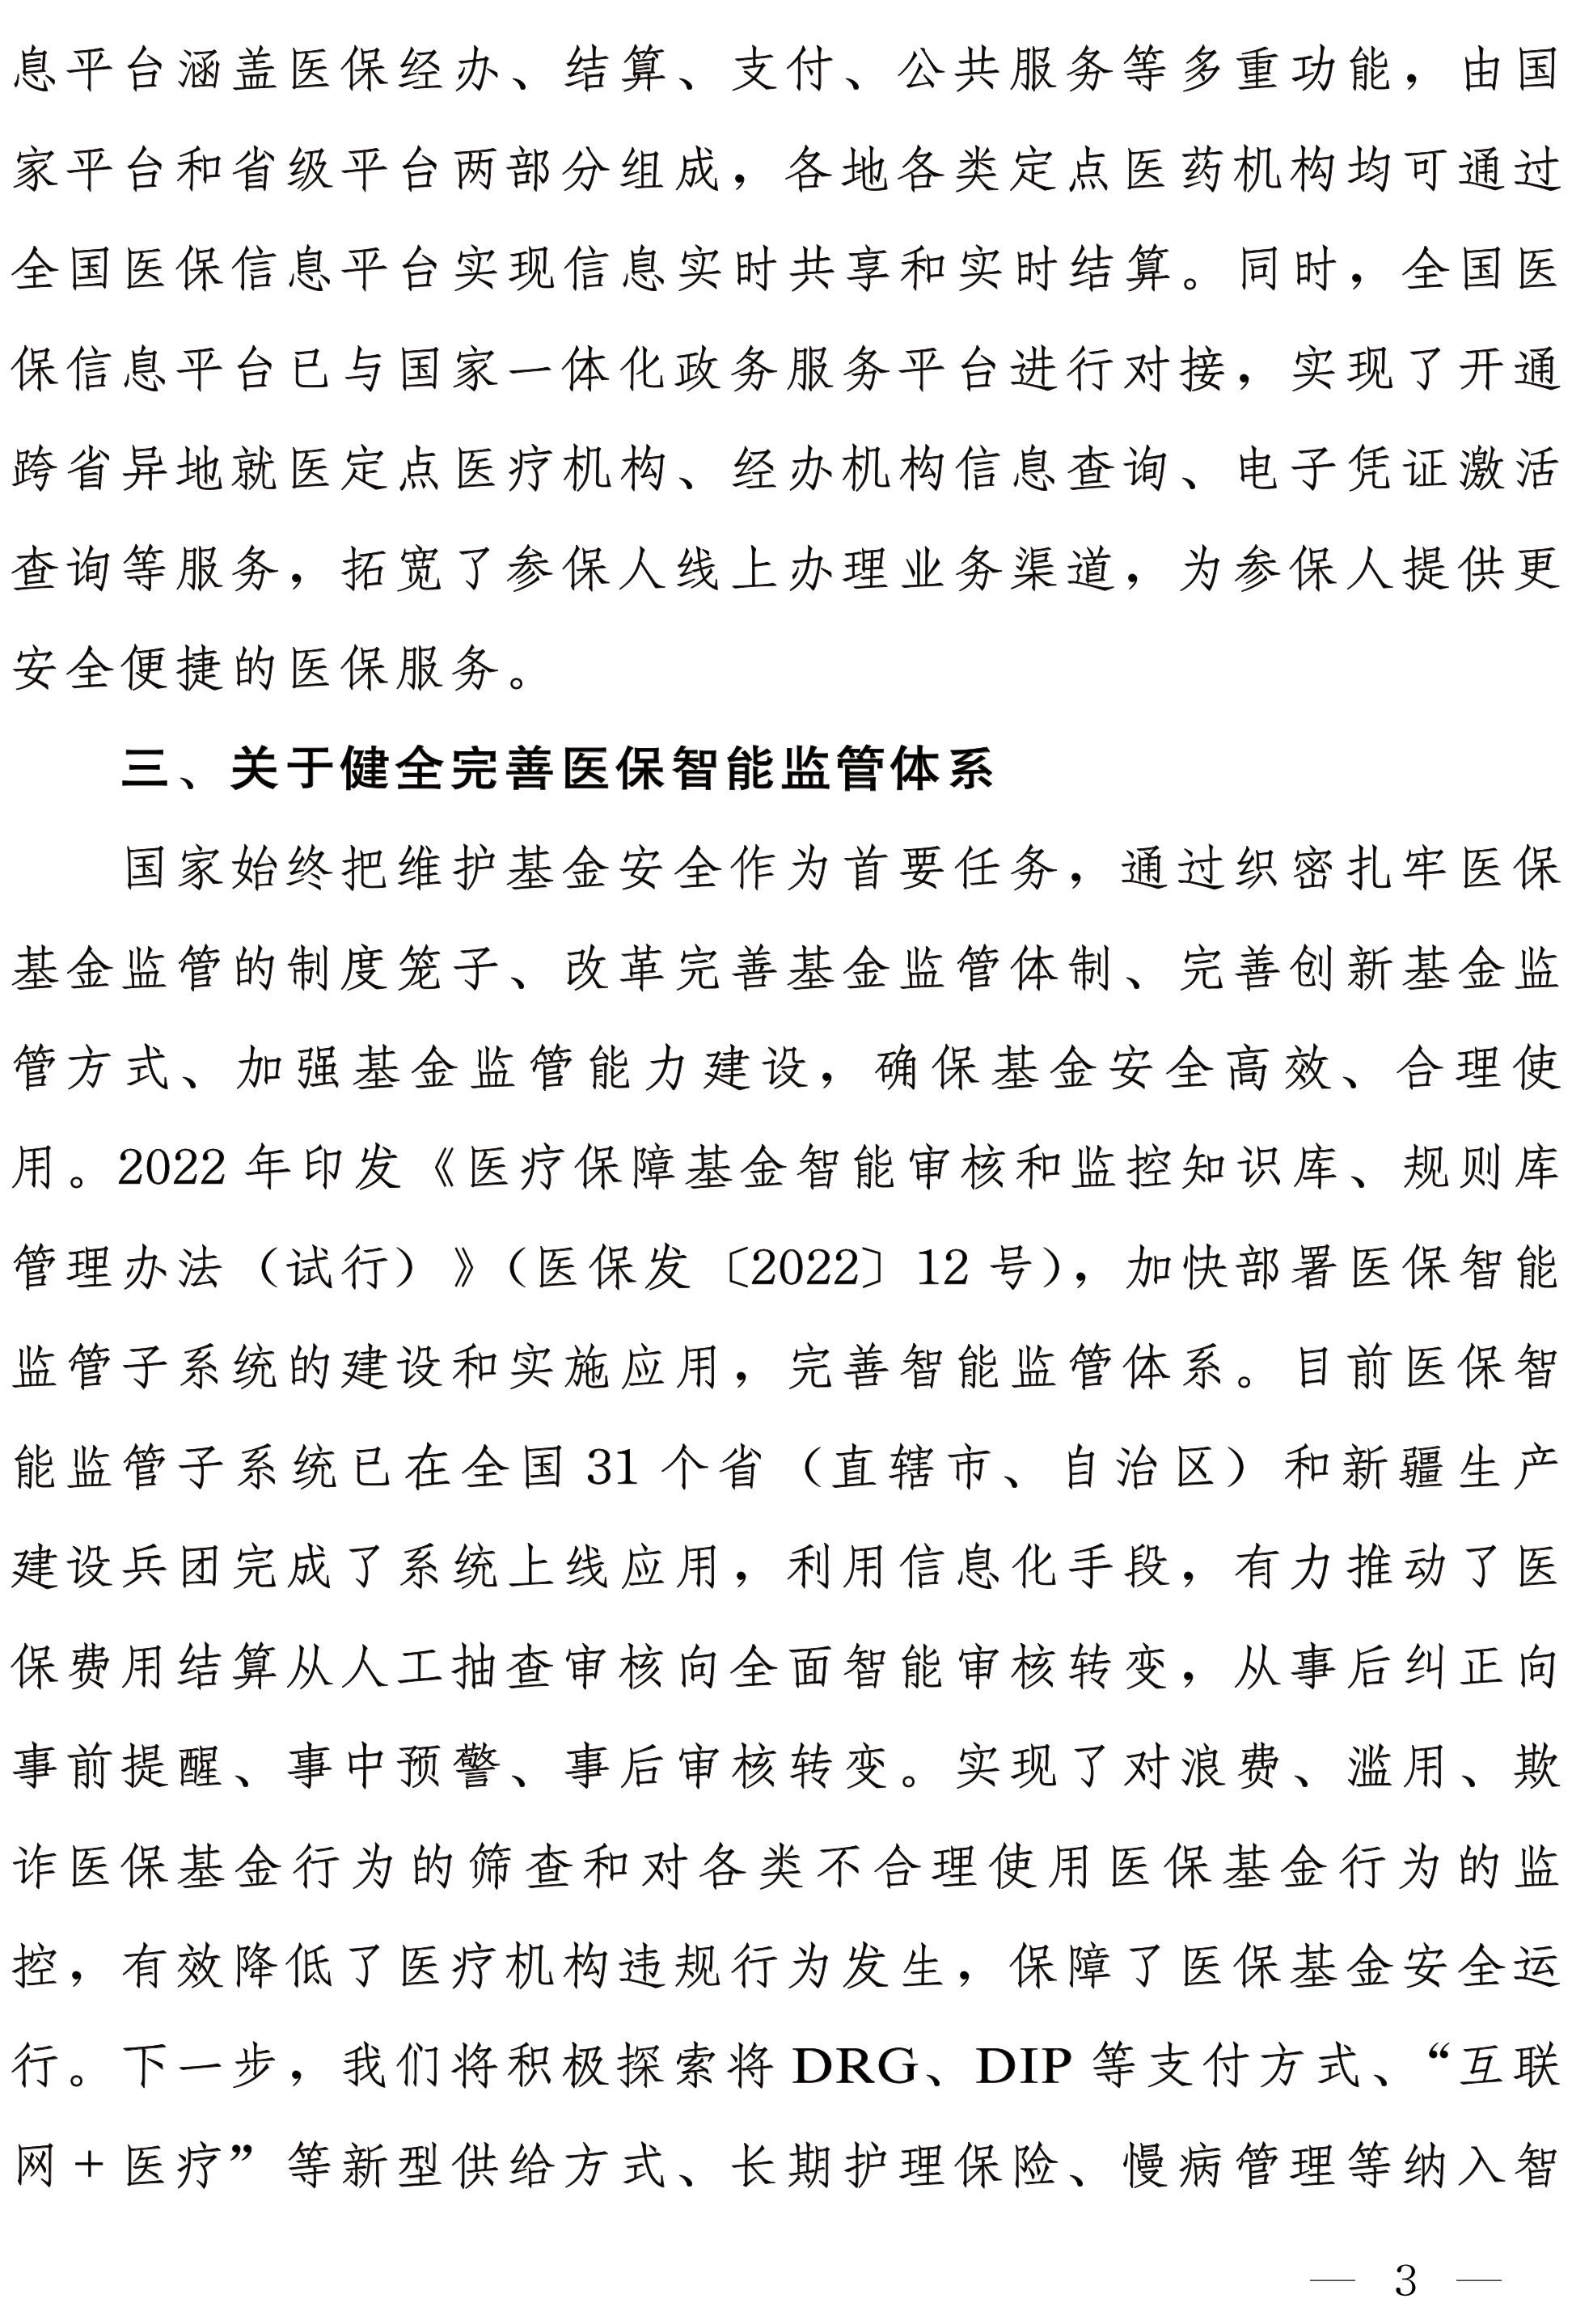 息平台涵盖医保经办、结算、支付、公共服务等多重功能，由国
家平台和省级平台两部分组成，各地各类定点医药机构均可通过
全国医保信息平台实现信息实时共享和实时结算。同时，全国医
保信息平台已与国家一体化政务服务平台进行对接，实现了开通
跨省异地就医定点医疗机构、经办机构信息查询、电子凭证激活
查询等服务，拓宽了参保人线上办理业务渠道，为参保人提供更
安全便捷的医保服务。
三、关于健全完善医保智能监管体系
国家始终把维护基金安全作为首要任务，通过织密扎牢医保
基金监管的制度笼子、改革完善基金监管体制、完善创新基金监
管方式、加强基金监管能力建设，确保基金安全高效、合理使
用。2022 年印发《医疗保障基金智能审核和监控知识库、规则库
管理办法（试行）》（医保发〔2022〕12 号），加快部署医保智能
监管子系统的建设和实施应用，完善智能监管体系。目前医保智
能监管子系统已在全国 31 个省（直辖市、自治区）和新疆生产
建设兵团完成了系统上线应用，利用信息化手段，有力推动了医
保费用结算从人工抽查审核向全面智能审核转变，从事后纠正向
事前提醒、事中预警、事后审核转变。实现了对浪费、滥用、欺
诈医保基金行为的筛查和对各类不合理使用医保基金行为的监
控，有效降低了医疗机构违规行为发生，保障了医保基金安全运
行。下一步，我们将积极探索将 DRG、DIP 等支付方式、“互联
网+医疗”等新型供给方式、长期护理保险、慢病管理等纳入智
— 3 —